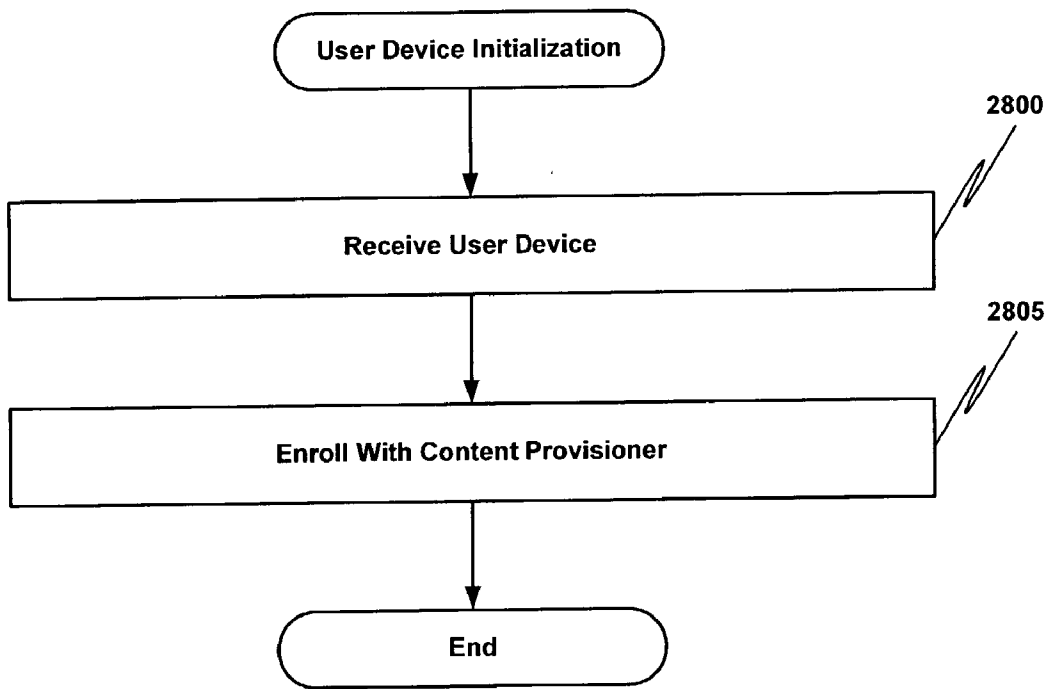 User Device Initialization
2800
Receive User Device
2805
Enroll With Content Provisioner
End